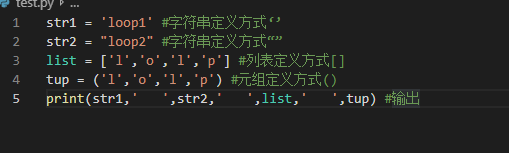 test.py > ...
1 str1 = 'loop1' #字符串定义方式‘’
2 str2 = "loop2" #字符串定义方式“”
3 list = ['l','o','l','p'] #列表定义方式[]
4 tup = ('l','o','l','p') #元组定义方式()
5 print(str1,'   ',str2,'   ',list,'   ',tup) #输出